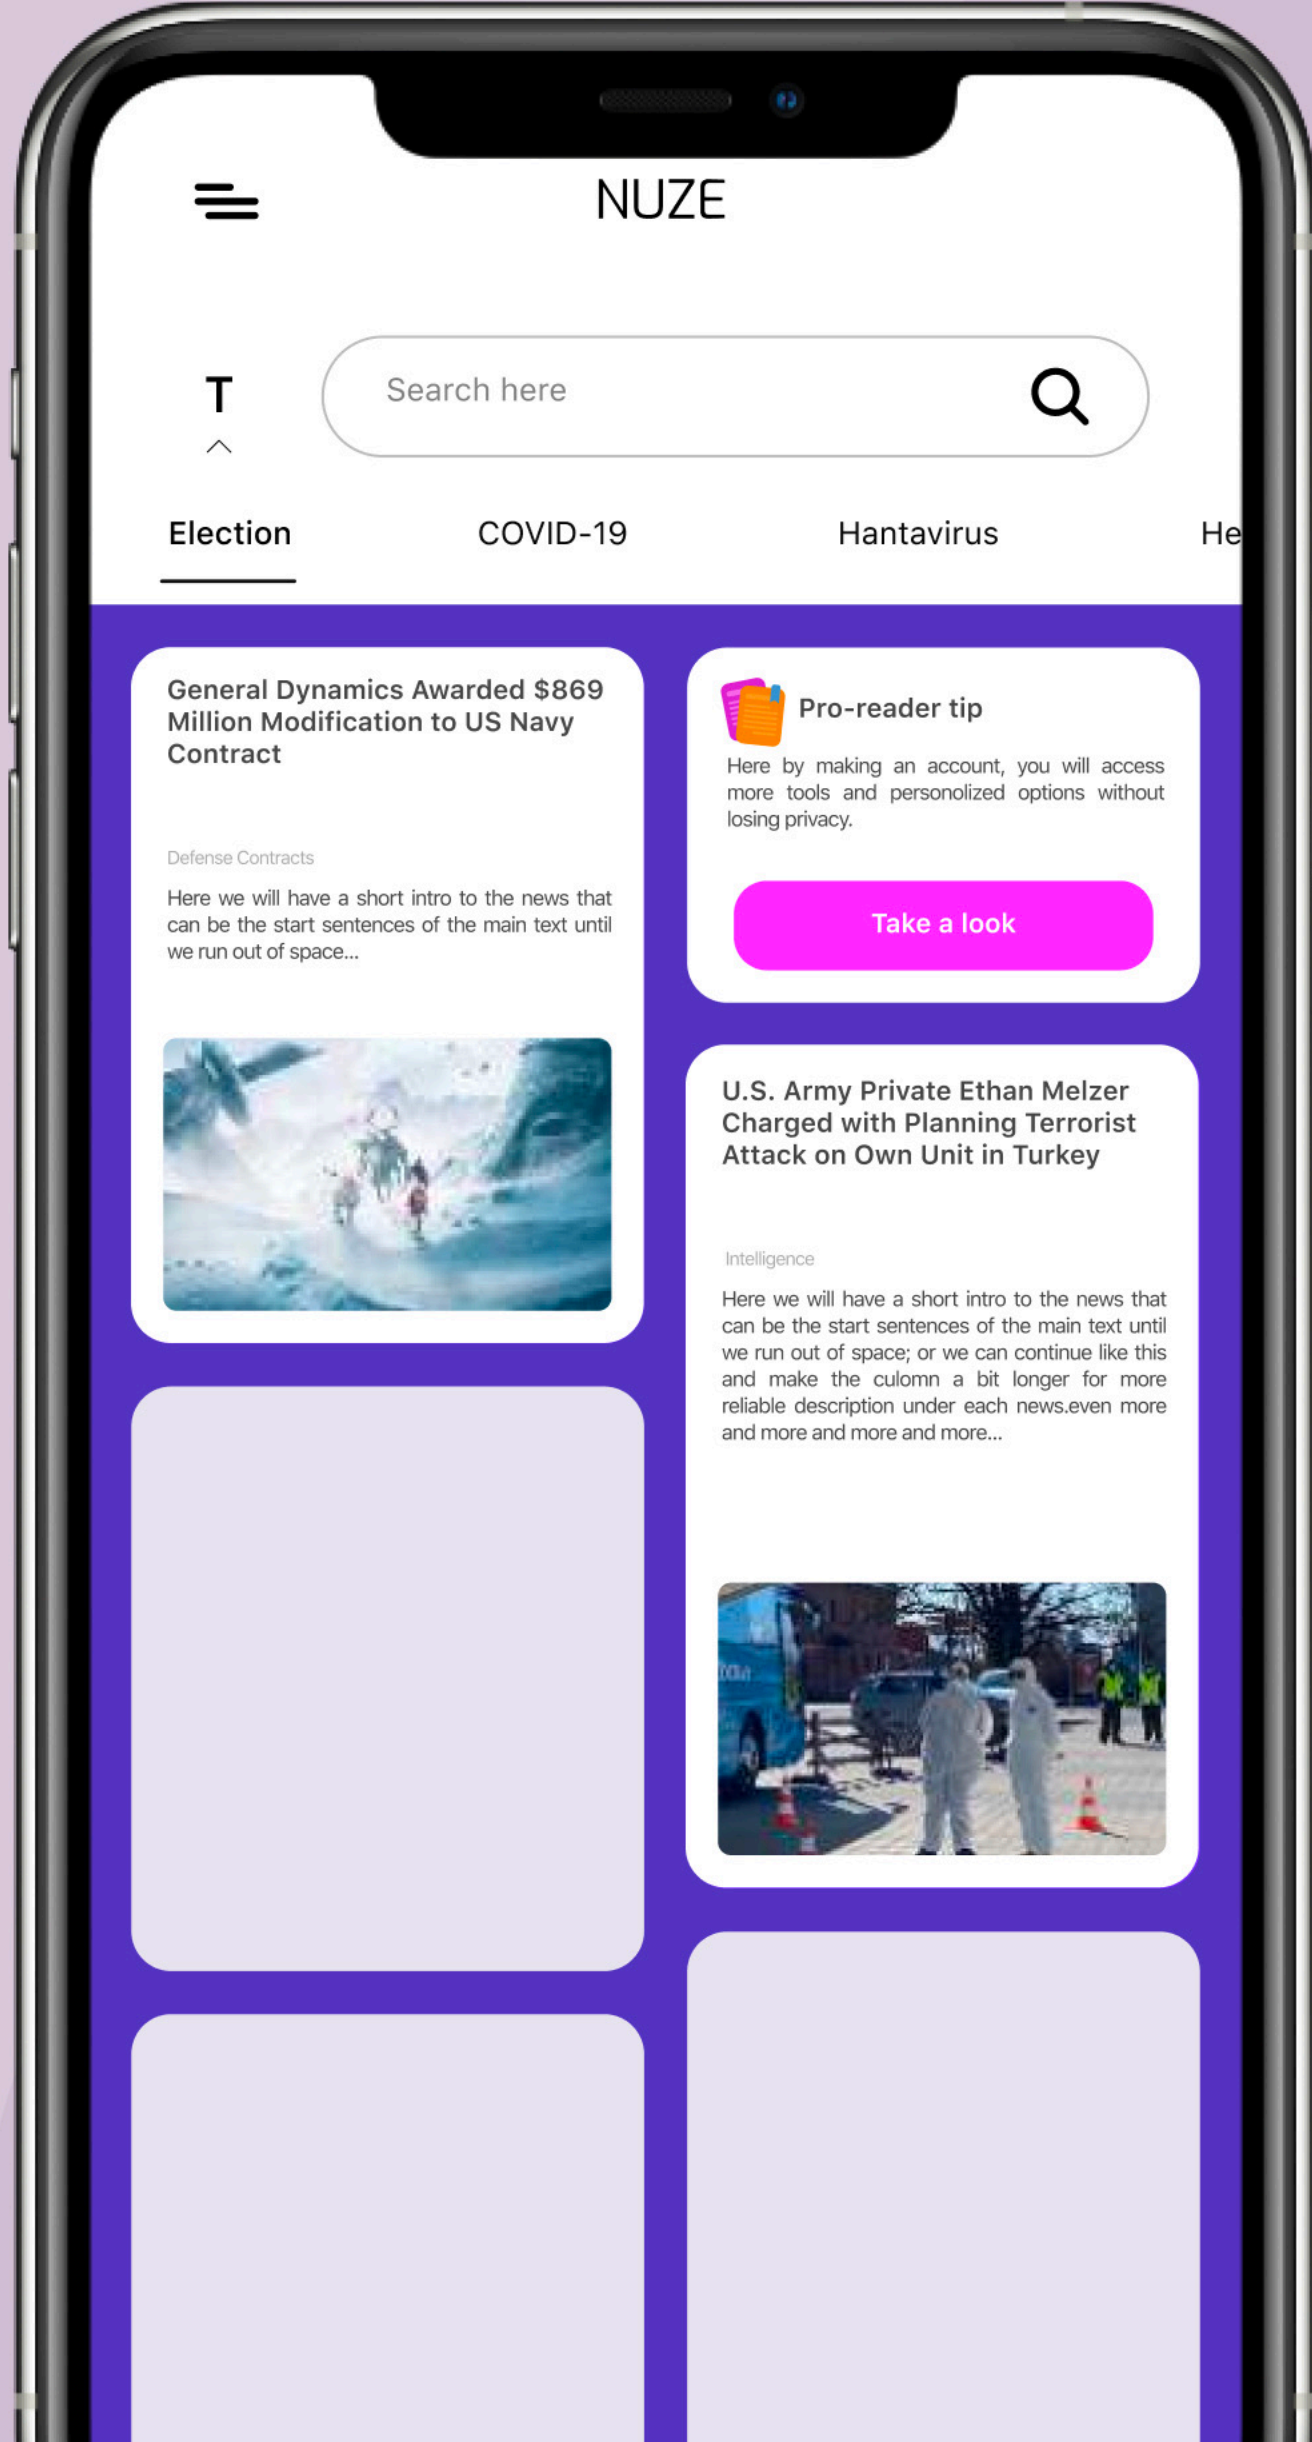 NUZE
T
Search here
Election
COVID-19
Hantavirus
He
General Dynamics Awarded $869
Million Modification to US Navy
Contract
Defense Contracts
Here we will have a short intro to the news that
can be the start sentences of the main text until
we run out of space...
Pro-reader tip
Here by making an account, you will access
more tools and personolized options without
losing privacy.
Take a look
U.S. Army Private Ethan Melzer
Charged with Planning Terrorist
Attack on Own Unit in Turkey
Intelligence
Here we will have a short intro to the news that
can be the start sentences of the main text until
we run out of space; or we can continue like this
and make the culomn a bit longer for more
reliable description under each news.even more
and more and more and more...